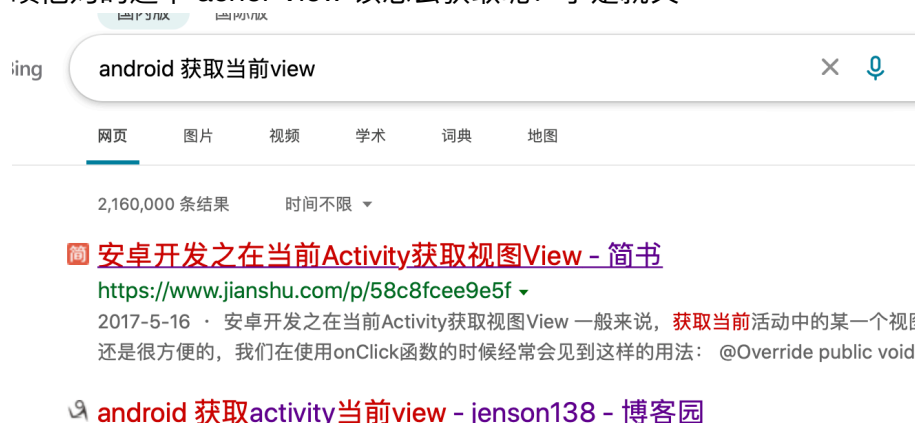 国内版 国际版
ing
android 获取当前view
网页 图片 视频 学术 词典 地图
2,160,000 条结果 时间不限
简 安卓开发之在当前Activity获取视图View - 简书
https://www.jianshu.com/p/58c8fcee9e5f
2017-5-16 · 安卓开发之在当前Activity获取视图View 一般来说，获取当前活动中的某一个视图
还是很方便的，我们在使用onClick函数的时候经常会见到这样的用法： @Override public void
android 获取activity当前view - jenson138 - 博客园